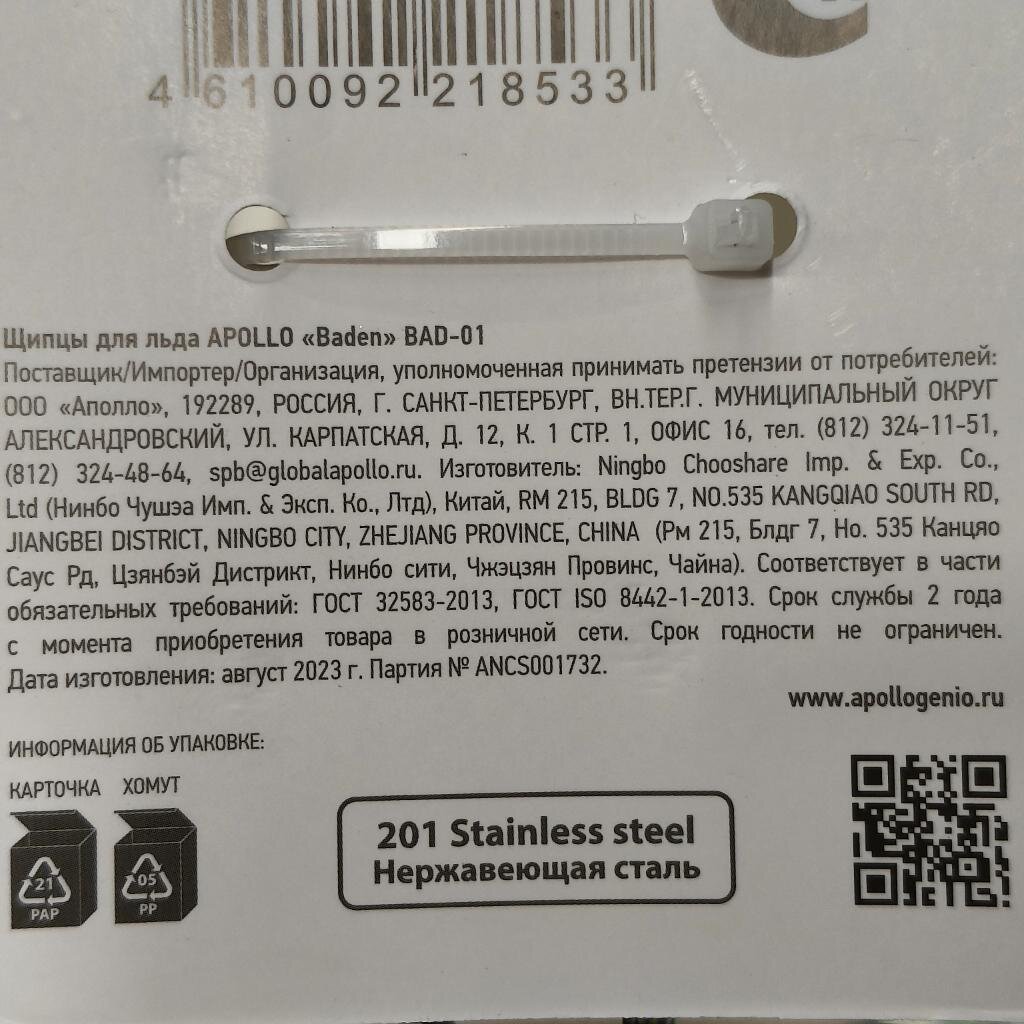 4 610092 218533
Щипцы для льда APOLLO «Baden» BAD-01
Поставщик/Импортер/Организация, уполномоченная принимать претензии от потребителей:
ООО «Аполло», 192289, РОССИЯ, Г. САНКТ-ПЕТЕРБУРГ, ВН.ТЕР.Г. МУНИЦИПАЛЬНЫЙ ОКРУГ
АЛЕКСАНДРОВСКИЙ, УЛ. КАРПАТСКАЯ, Д. 12, К. 1 СТР. 1, ОФИС 16, тел. (812) 324-11-51,
(812) 324-48-64, spb@globalapollo.ru. Изготовитель: Ningbo Chooshare Imp. & Exp. Co.,
Ltd (Нинбо Чушэа Имп. & Эксп. Ко., Лтд), Китай, RM 215, BLDG 7, NO.535 KANGQIAO SOUTH RD,
JIANGBEI DISTRICT, NINGBO CITY, ZHEJIANG PROVINCE, CHINA (Рм 215, Блдг 7, Но. 535 Канцяо
Саус Рд, Цзянбэй Дистрикт, Нинбо сити, Чжэцзян Провинс, Чайна). Соответствует в части
обязательных требований: ГОСТ 32583-2013, ГОСТ ISO 8442-1-2013. Срок службы 2 года
с момента приобретения товара в розничной сети. Срок годности не ограничен.
Дата изготовления: август 2023 г. Партия № ANCS001732.
www.apollogenio.ru
ИНФОРМАЦИЯ ОБ УПАКОВКЕ:
КАРТОЧКА ХОМУТ
21 05
PAP PP
201 Stainless steel
Нержавеющая сталь